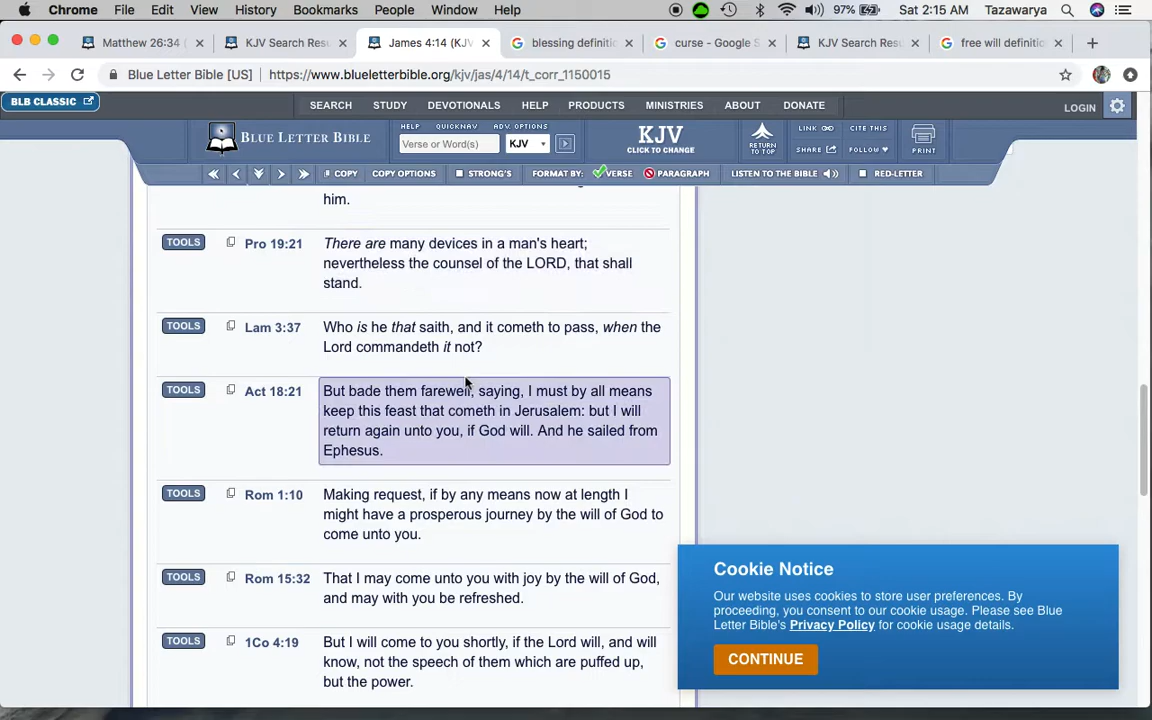 Chrome File Edit View History Bookmarks People Window Help 97% Sat 2:15 AM Tazawarya
Matthew 26:34 (
KJV Search Resu
James 4:14 (KJV
blessing definitio
curse - Google S
KJV Search Resu
free will definitio
Blue Letter Bible [US] https://www.blueletterbible.org/kjv/jas/4/14/t_corr_1150015
BLB CLASSIC
SEARCH STUDY DEVOTIONALS HELP PRODUCTS MINISTRIES ABOUT DONATE LOGIN
BLUE LETTER BIBLE
HELP QUICKNAV ADV. OPTIONS
Verse or Word(s) KJV
KJV
CLICK TO CHANGE
RETURN
TO TOP
LINK CITE THIS
SHARE FOLLOW
PRINT
COPY COPY OPTIONS STRONG'S FORMAT BY: VERSE PARAGRAPH LISTEN TO THE BIBLE RED-LETTER
him.
TOOLS Pro 19:21 There are many devices in a man's heart;
nevertheless the counsel of the LORD, that shall
stand.
TOOLS Lam 3:37 Who is he that saith, and it cometh to pass, when the
Lord commandeth it not?
TOOLS Act 18:21 But bade them farewell, saying, I must by all means
keep this feast that cometh in Jerusalem: but I will
return again unto you, if God will. And he sailed from
Ephesus.
TOOLS Rom 1:10 Making request, if by any means now at length I
might have a prosperous journey by the will of God to
come unto you.
TOOLS Rom 15:32 That I may come unto you with joy by the will of God,
and may with you be refreshed.
TOOLS 1Co 4:19 But I will come to you shortly, if the Lord will, and will
know, not the speech of them which are puffed up,
but the power.
Cookie Notice
Our website uses cookies to store user preferences. By
proceeding, you consent to our cookie usage. Please see Blue
Letter Bible's Privacy Policy for cookie usage details.
CONTINUE